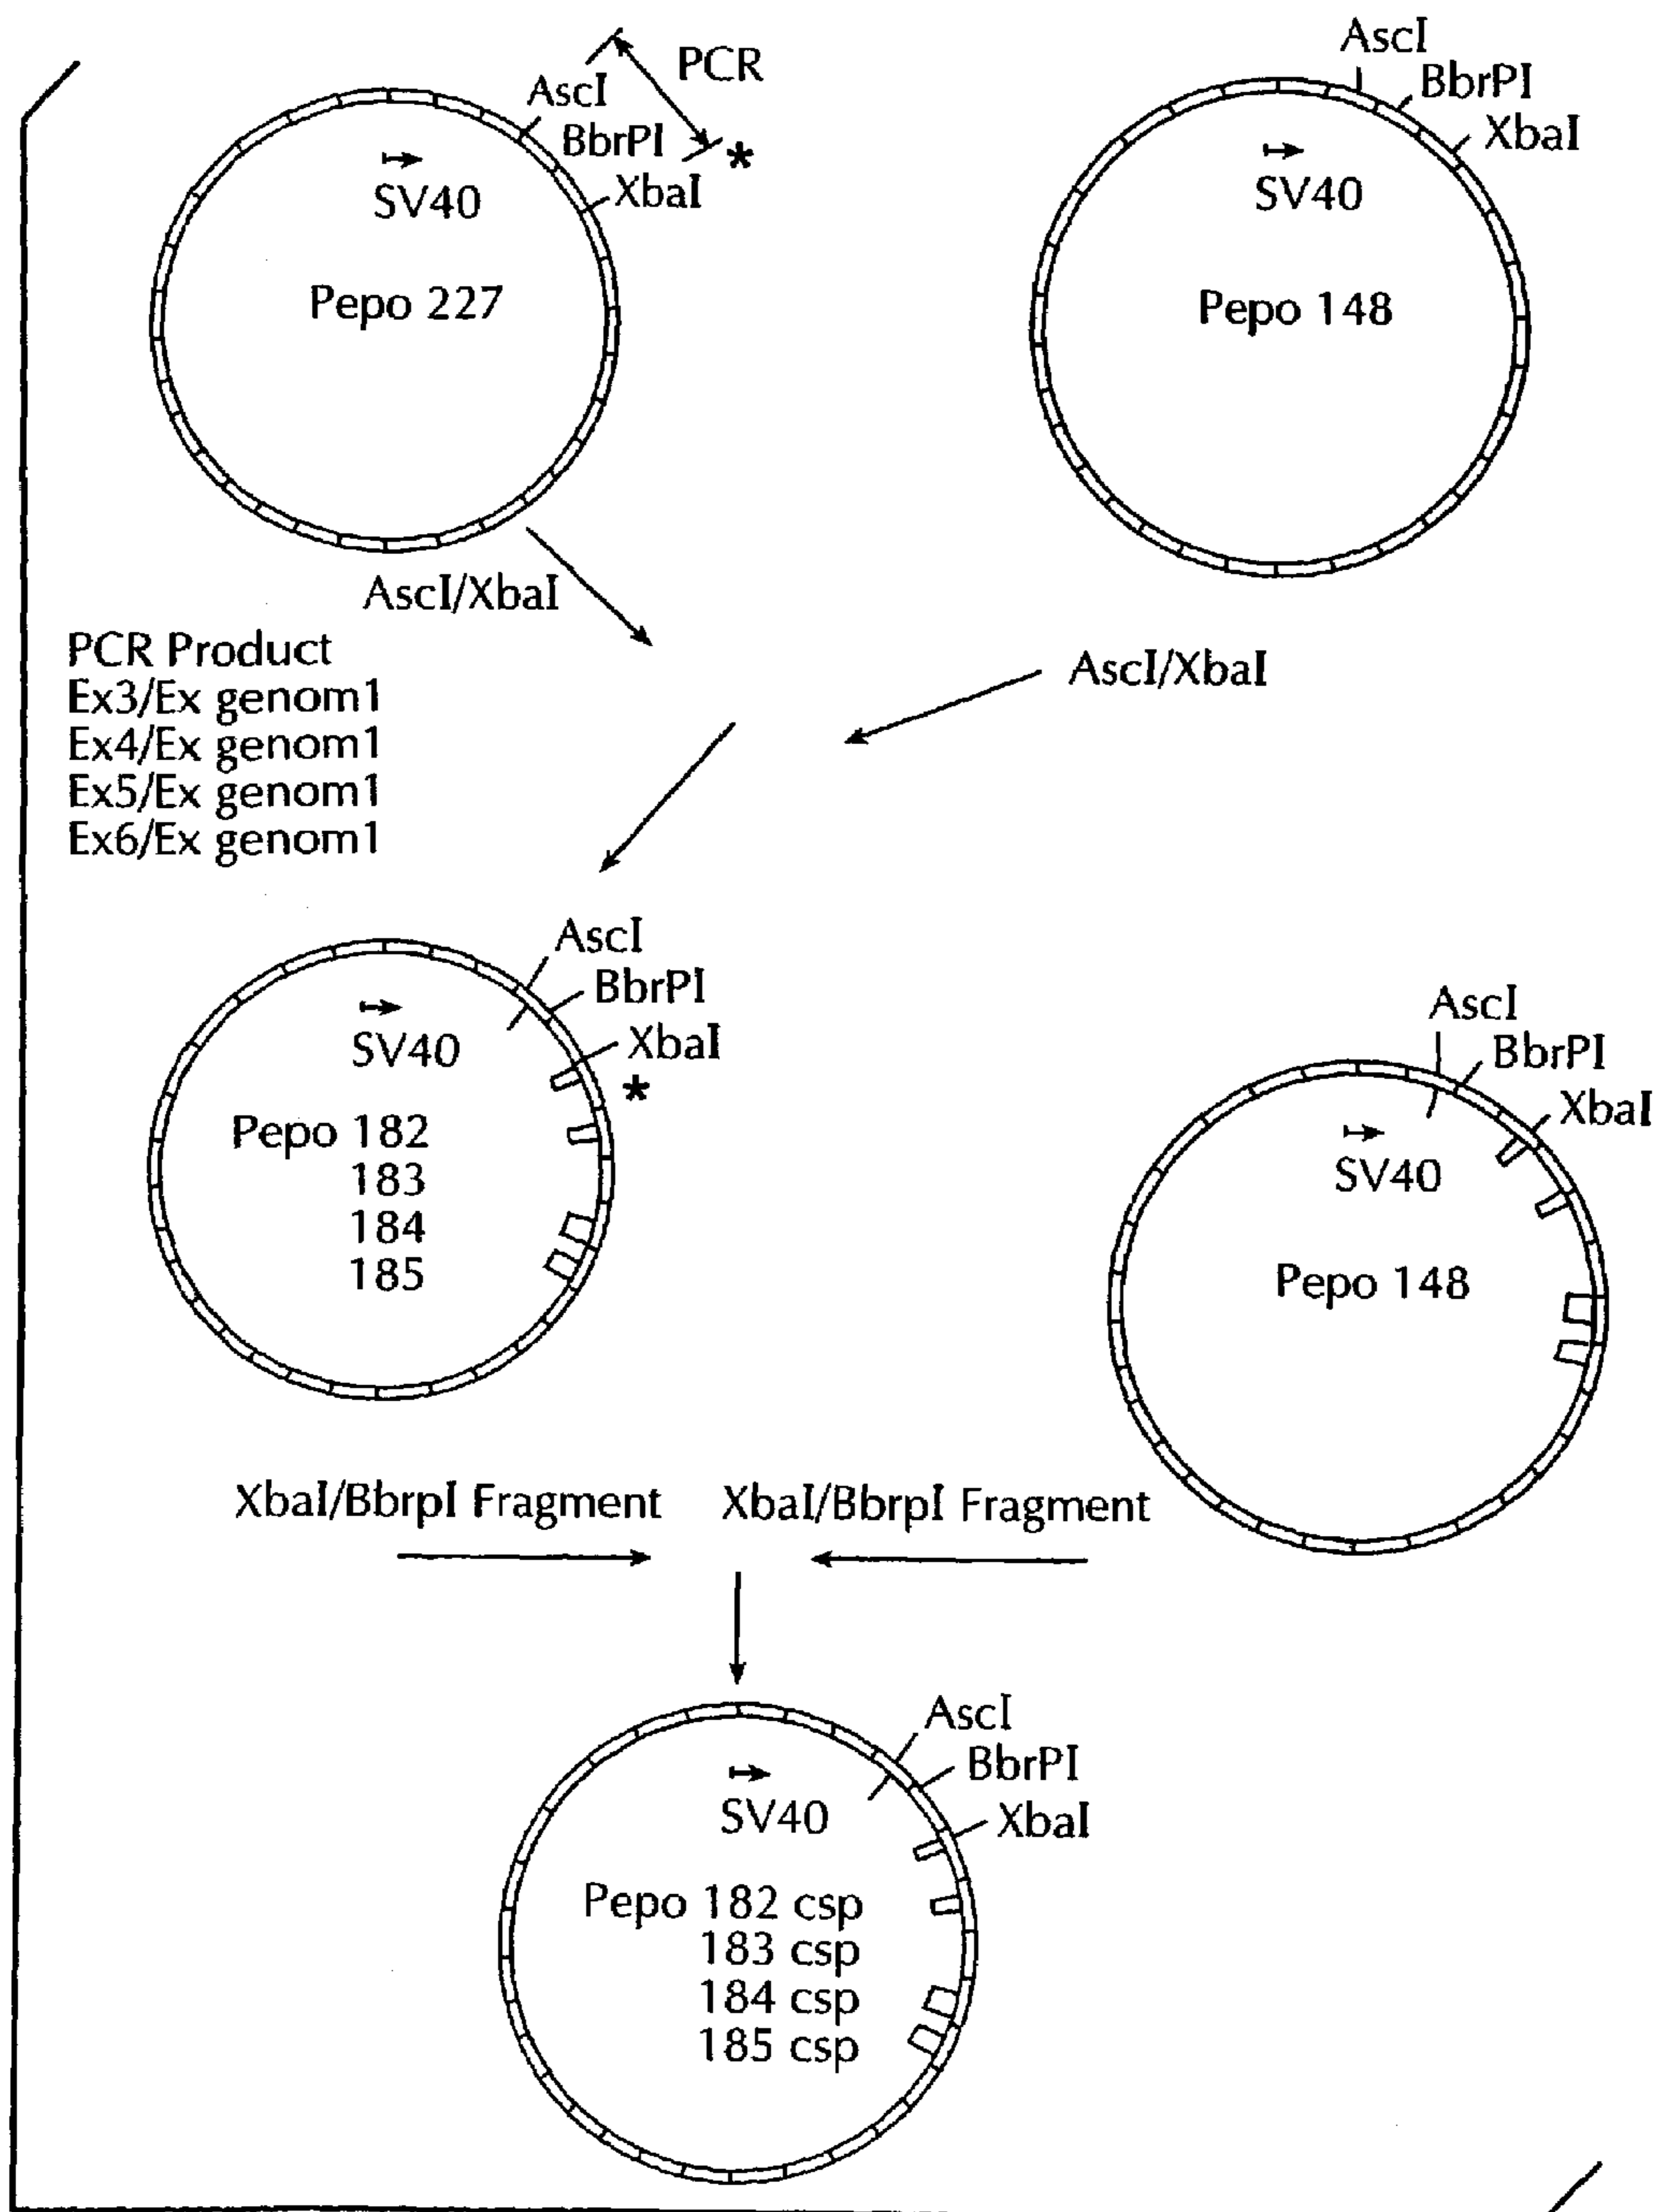 PCR
AscI
BbrPI
*
XbaI
SV40
Pepo 227
AscI
BbrPI
XbaI
SV40
Pepo 148
AscI/XbaI
AscI/XbaI
PCR Product
Ex3/Ex genom1
Ex4/Ex genom1
Ex5/Ex genom1
Ex6/Ex genom1
AscI
BbrPI
XbaI
*
SV40
Pepo 182
183
184
185
AscI
BbrPI
XbaI
SV40
Pepo 148
XbaI/BbrpI Fragment
XbaI/BbrpI Fragment
AscI
BbrPI
XbaI
SV40
Pepo 182 csp
183 csp
184 csp
185 csp